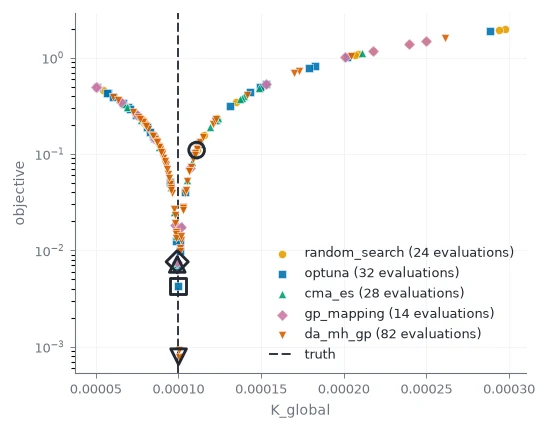 objective
10⁰
10⁻¹
10⁻²
10⁻³
random_search (24 evaluations)
optuna (32 evaluations)
cma_es (28 evaluations)
gp_mapping (14 evaluations)
da_mh_gp (82 evaluations)
truth
0.00005 0.00010 0.00015 0.00020 0.00025 0.00030
K_global